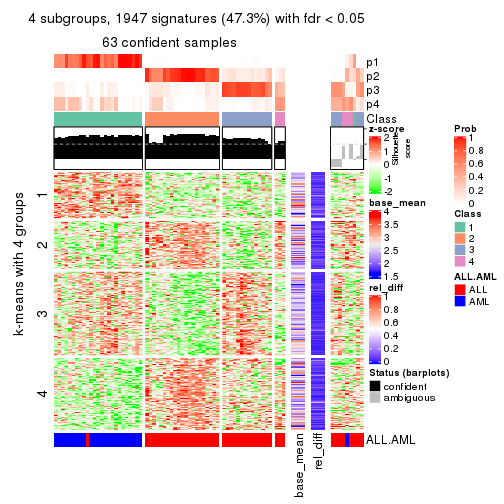 4 subgroups, 1947 signatures (47.3%) with fdr < 0.05
63 confident samples
p1
p2
p3
p4
Class
Silhouette
score
k-means with 4 groups
1
2
3
4
ALL.AML
base_mean
rel_diff
z-score
2
1
0
-1
-2
base_mean
4
3.5
3
2.5
2
1.5
rel_diff
1
0.8
0.6
0.4
0.2
0
Status (barplots)
confident
ambiguous
Prob
1
0.8
0.6
0.4
0.2
0
Class
1
2
3
4
ALL.AML
ALL
AML